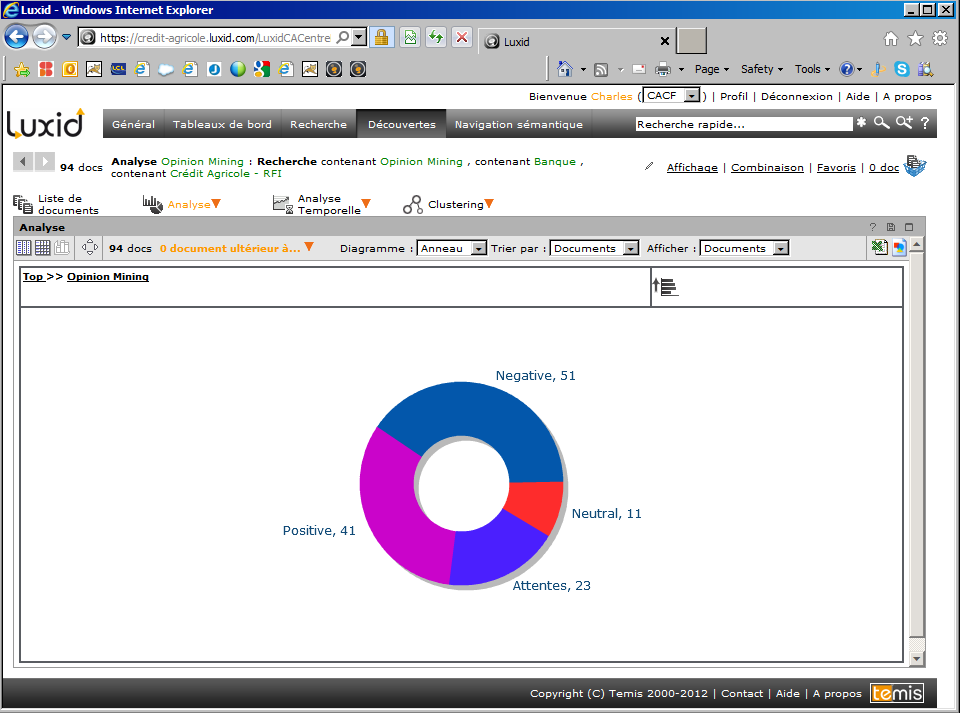 Luxid - Windows Internet Explorer
https://credit-agricole.luxid.com/LuxidCACentre
Luxid
LCL
Page Safety Tools
Bienvenue Charles ( CACF ) | Profil | Déconnexion | Aide | A propos
Luxid
Général Tableaux de bord Recherche Découvertes Navigation sémantique Recherche rapide... * ?
94 docs
Analyse Opinion Mining : Recherche contenant Opinion Mining , contenant Banque ,
contenant Crédit Agricole - RFI
Affichage | Combinaison | Favoris | 0 doc
Liste de
documents
Analyse
Analyse
Temporelle
Clustering
Analyse
94 docs 0 document ultérieur à... Diagramme : Anneau Trier par : Documents Afficher : Documents
Top >> Opinion Mining
Negative, 51
Neutral, 11
Positive, 41
Attentes, 23
Copyright (C) Temis 2000-2012 | Contact | Aide | A propos temis